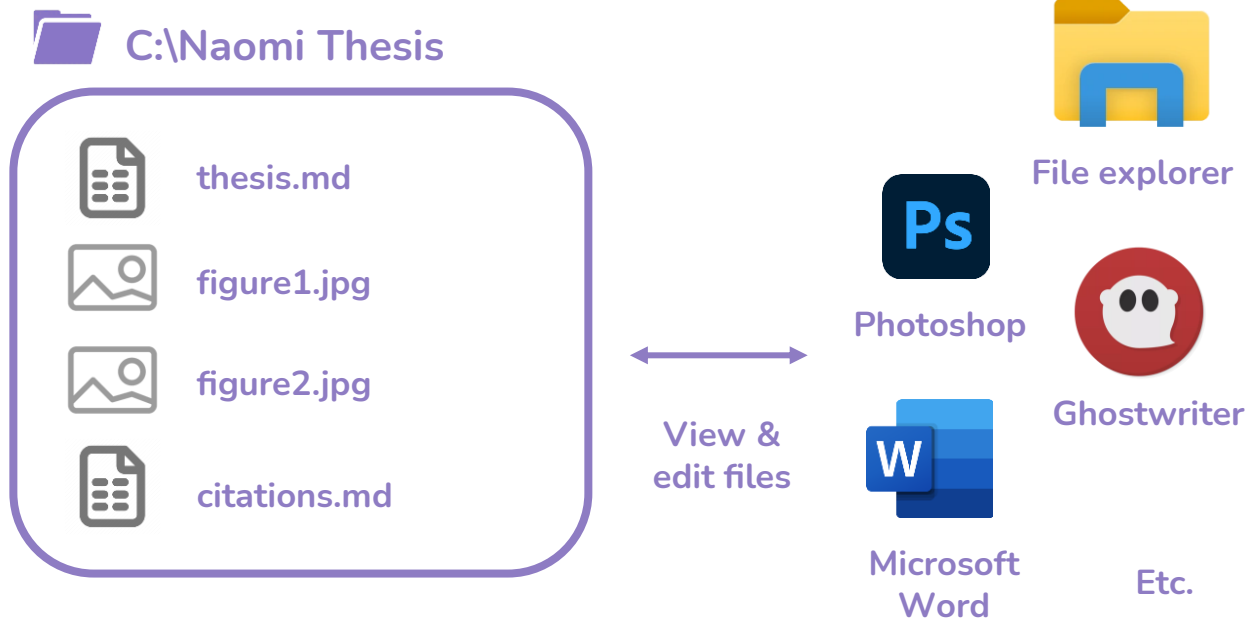 C:\Naomi Thesis
thesis.md
figure1.jpg
figure2.jpg
citations.md
View &
edit files
File explorer
Ps
Photoshop
Ghostwriter
W
Microsoft
Word
Etc.